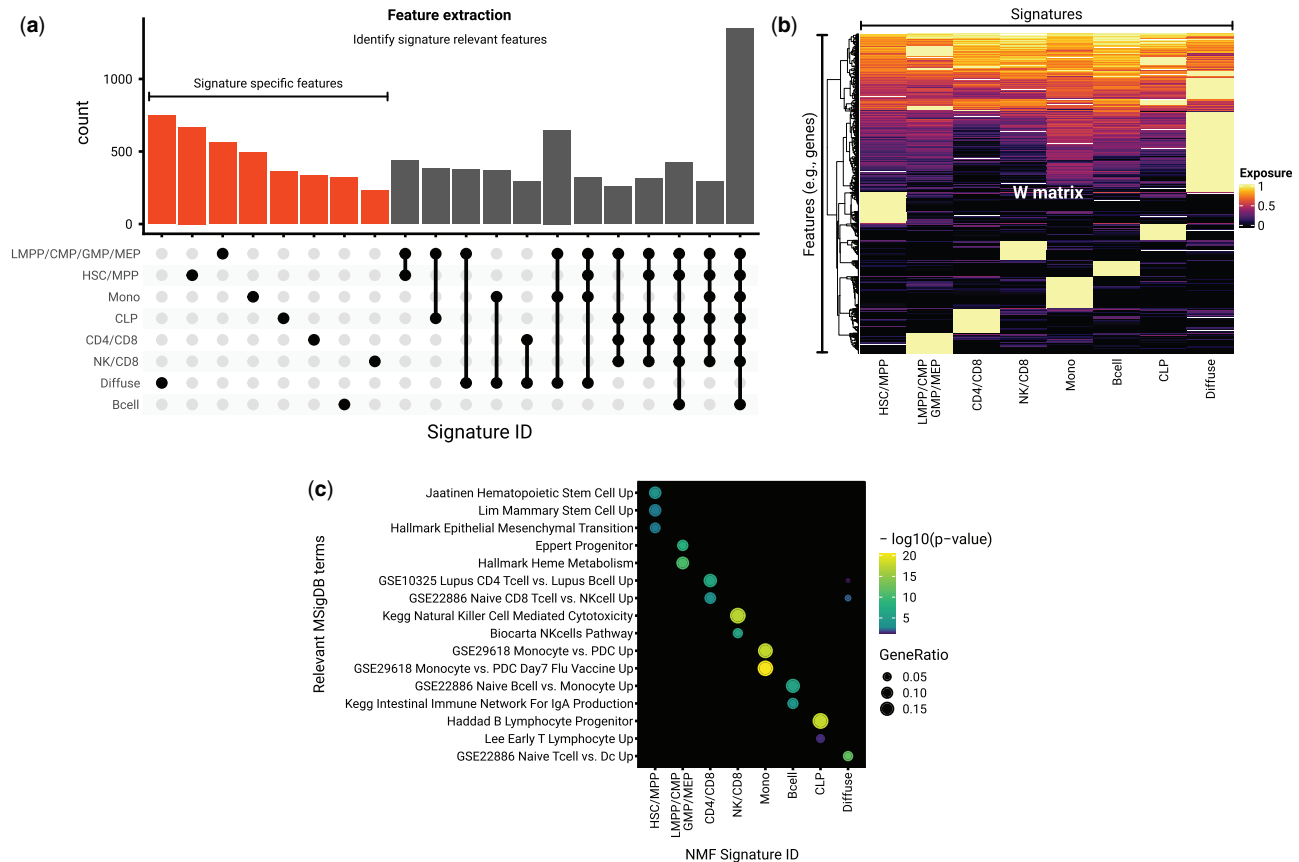 (a)
Feature extraction
Identify signature relevant features
Signature specific features
count
1000
500
0
LMPP/CMP/GMP/MEP
HSC/MPP
Mono
CLP
CD4/CD8
NK/CD8
Diffuse
Bcell
Signature ID
(b)
Signatures
Features (e.g., genes)
W matrix
Exposure
1
0.5
0
HSC/MPP
LMPP/CMP
GMP/MEP
CD4/CD8
NK/CD8
Mono
Bcell
CLP
Diffuse
(c)
Relevant MSigDB terms
Jaatinen Hematopoietic Stem Cell Up
Lim Mammary Stem Cell Up
Hallmark Epithelial Mesenchymal Transition
Eppert Progenitor
Hallmark Heme Metabolism
GSE10325 Lupus CD4 Tcell vs. Lupus Bcell Up
GSE22886 Naive CD8 Tcell vs. NKcell Up
Kegg Natural Killer Cell Mediated Cytotoxicity
Biocarta NKcells Pathway
GSE29618 Monocyte vs. PDC Up
GSE29618 Monocyte vs. PDC Day7 Flu Vaccine Up
GSE22886 Naive Bcell vs. Monocyte Up
Kegg Intestinal Immune Network For IgA Production
Haddad B Lymphocyte Progenitor
Lee Early T Lymphocyte Up
GSE22886 Naive Tcell vs. Dc Up
HSC/MPP
LMPP/CMP
GMP/MEP
CD4/CD8
NK/CD8
Mono
Bcell
CLP
Diffuse
NMF Signature ID
− log10(p−value)
20
15
10
5
GeneRatio
0.05
0.10
0.15